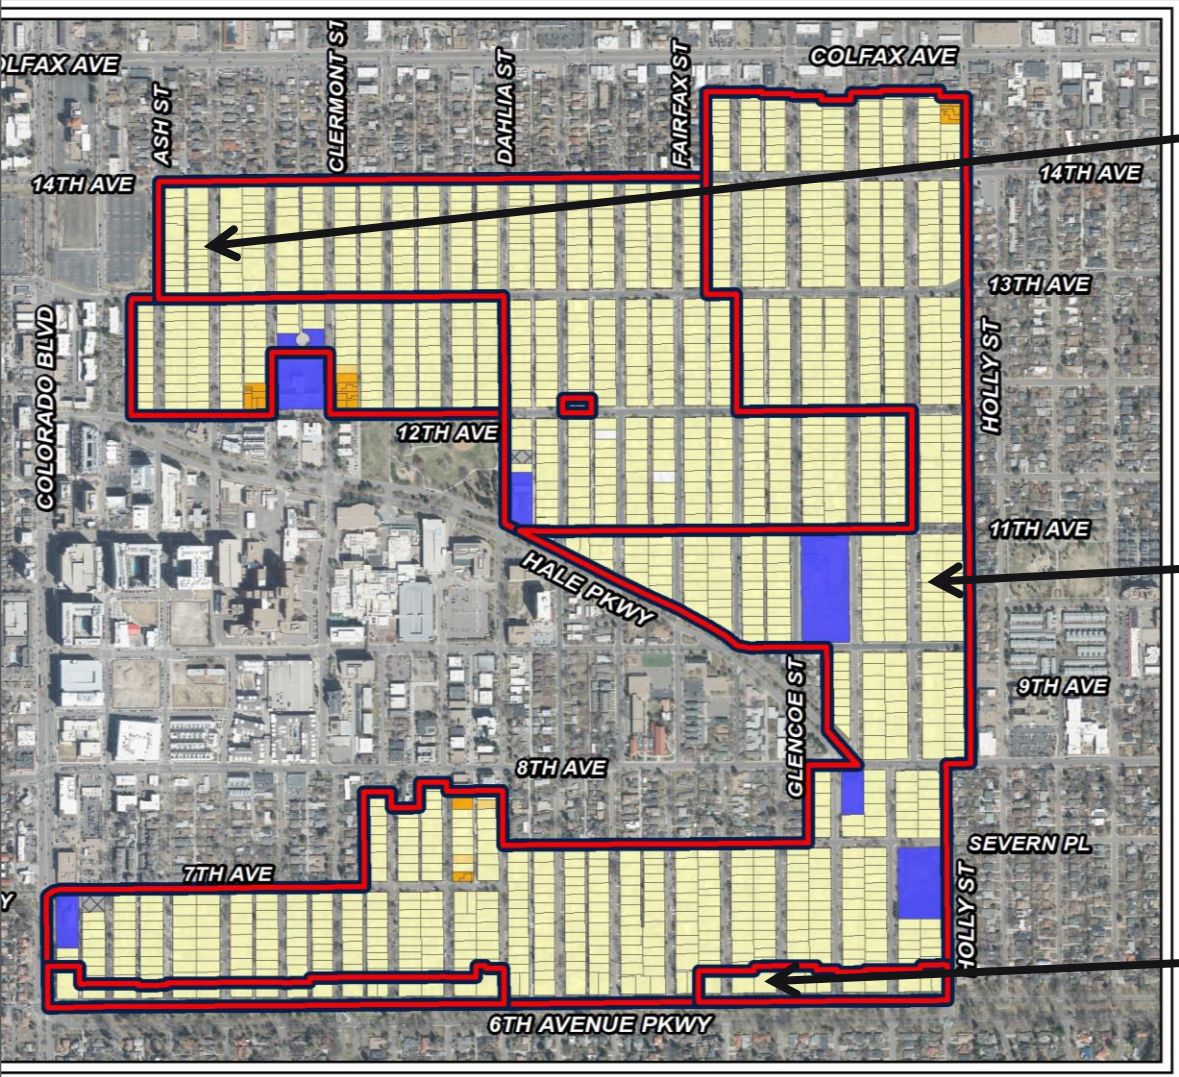 OLFAX AVE
COLFAX AVE
ASH ST
CLERMONT ST
DAHLIA ST
FAIRFAX ST
14TH AVE
14TH AVE
13TH AVE
COLORADO BLVD
HOLLY ST
12TH AVE
11TH AVE
HALE PKWY
9TH AVE
GLENCOE ST
8TH AVE
SEVERN PL
7TH AVE
HOLLY ST
Y
6TH AVENUE PKWY